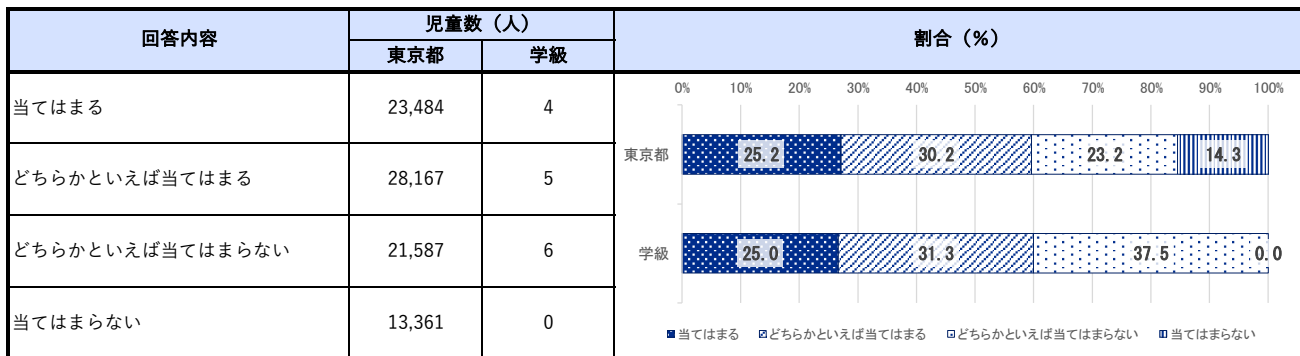 回答内容 児童数（人） 割合（%）
東京都 学級
当てはまる 23,484 4
どちらかといえば当てはまる 28,167 5
どちらかといえば当てはまらない 21,587 6
当てはまらない 13,361 0
0% 10% 20% 30% 40% 50% 60% 70% 80% 90% 100%
東京都 25.2 30.2 23.2 14.3
学級 25.0 31.3 37.5 0.0
当てはまる どちらかといえば当てはまる どちらかといえば当てはまらない 当てはまらない